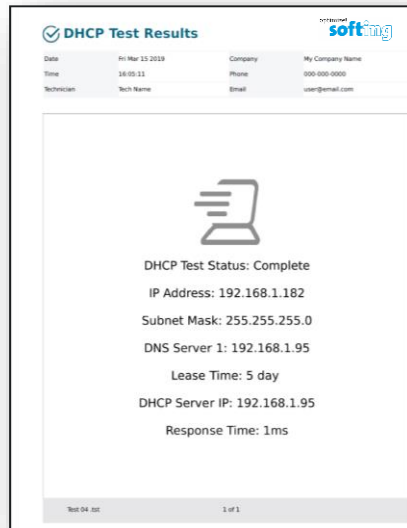 DHCP Test Results
optimize!
softing
Date Fri Mar 15 2019 Company My Company Name
Time 16:05:11 Phone 000-000-0000
Technician Tech Name Email user@email.com
DHCP Test Status: Complete
IP Address: 192.168.1.182
Subnet Mask: 255.255.255.0
DNS Server 1: 192.168.1.95
Lease Time: 5 day
DHCP Server IP: 192.168.1.95
Response Time: 1ms
Test 04 .tst 1 of 1